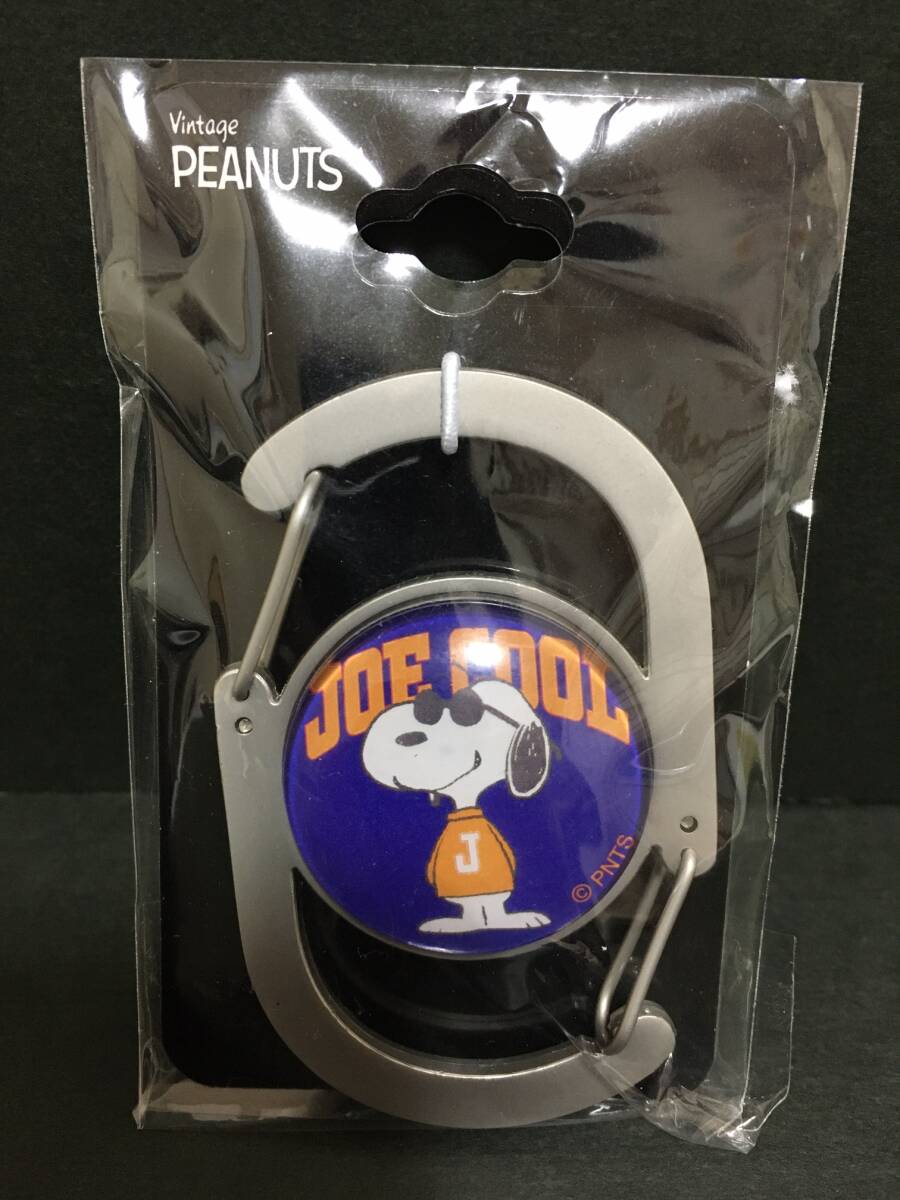 Vintage
PEANUTS
JOE COOL
J
© PNTS